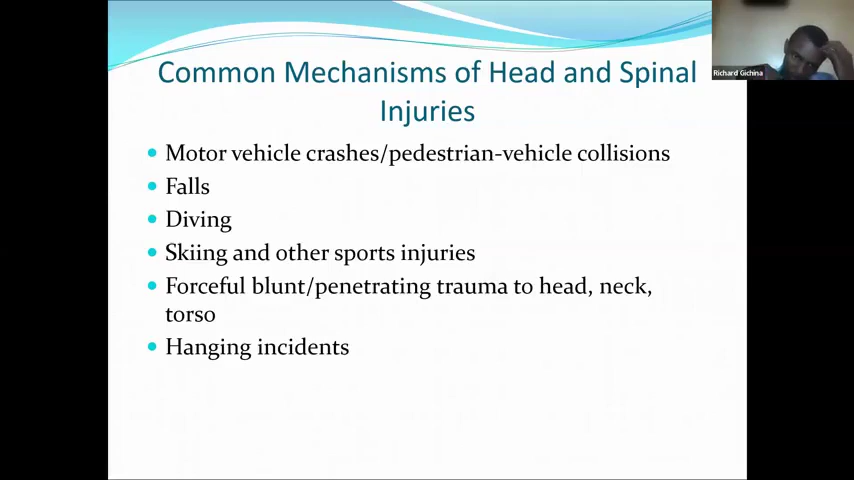 Common Mechanisms of Head and Spinal
Injuries
Motor vehicle crashes/pedestrian-vehicle collisions
Falls
Diving
Skiing and other sports injuries
Forceful blunt/penetrating trauma to head, neck,
torso
Hanging incidents
Richard Gichina